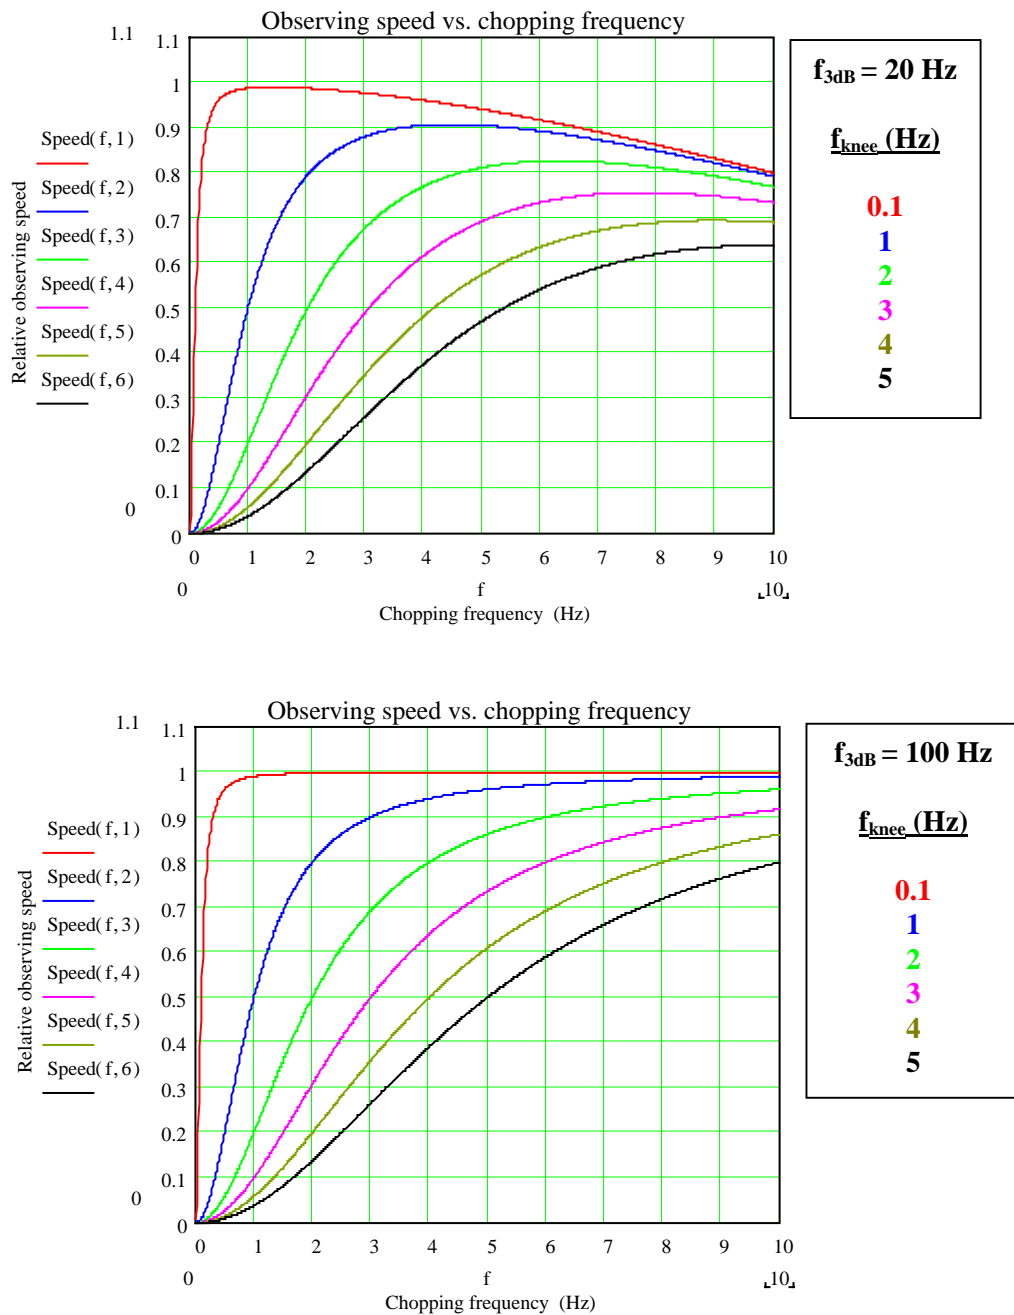 Observing speed vs. chopping frequency
1.1
1.1
1
0.9
0.8
0.7
0.6
0.5
0.4
0.3
0.2
0.1
0
0
Relative observing speed
Speed(f,1)
Speed(f,2)
Speed(f,3)
Speed(f,4)
Speed(f,5)
Speed(f,6)
0 1 2 3 4 5 6 7 8 9 10
0 f 10
Chopping frequency (Hz)
f3dB = 20 Hz
fknee (Hz)
0.1
1
2
3
4
5
Observing speed vs. chopping frequency
1.1
1.1
1
0.9
0.8
0.7
0.6
0.5
0.4
0.3
0.2
0.1
0
0
Relative observing speed
Speed(f,1)
Speed(f,2)
Speed(f,3)
Speed(f,4)
Speed(f,5)
Speed(f,6)
0 1 2 3 4 5 6 7 8 9 10
0 f 10
Chopping frequency (Hz)
f3dB = 100 Hz
fknee (Hz)
0.1
1
2
3
4
5